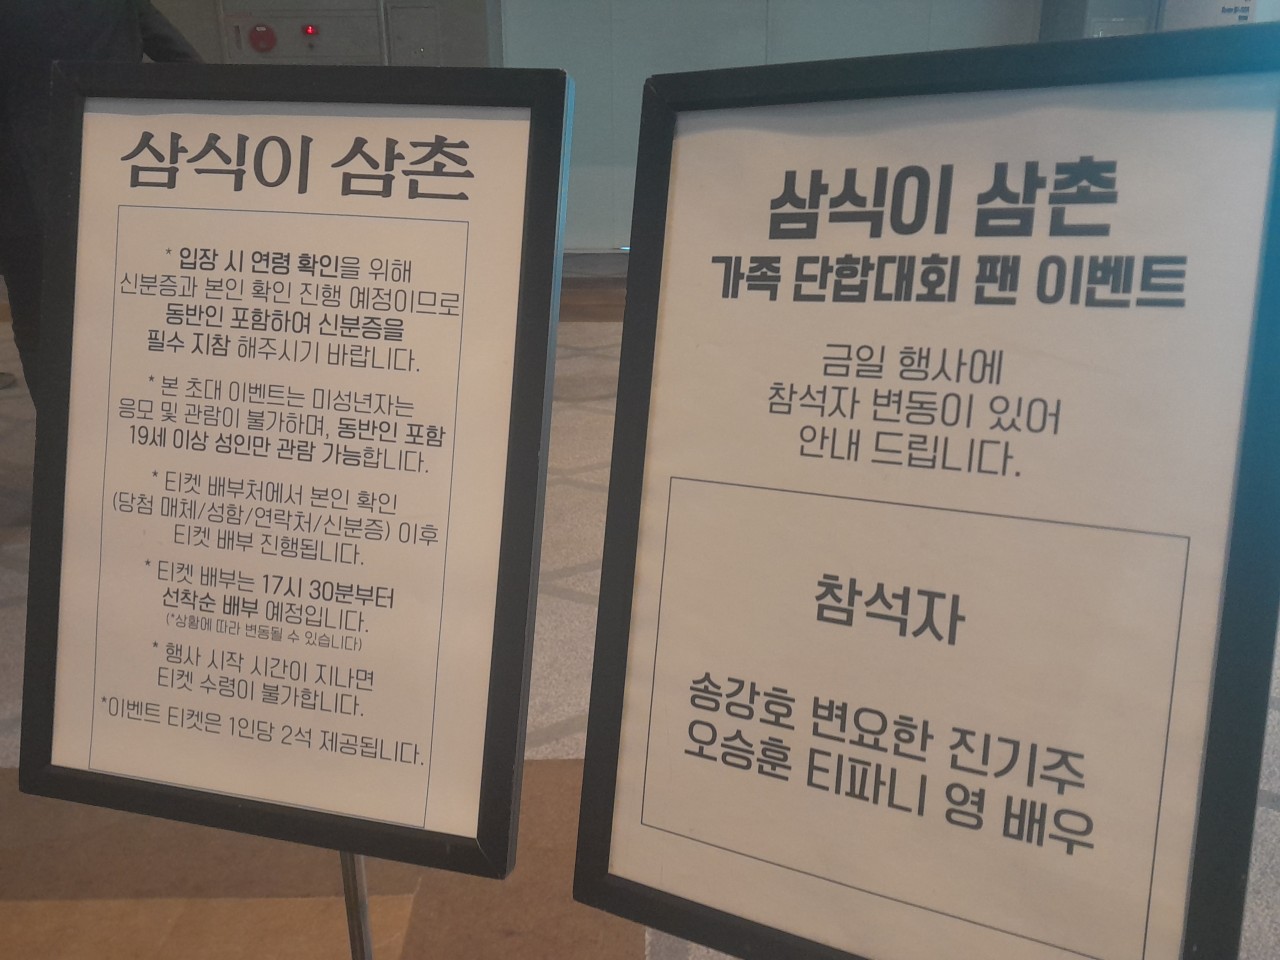 삼식이 삼촌
* 입장 시 연령 확인을 위해
신분증과 본인 확인 진행 예정이므로
동반인 포함하여 신분증을
필수 지참 해주시기 바랍니다.
* 본 초대 이벤트는 미성년자는
응모 및 관람이 불가하며, 동반인 포함
19세 이상 성인만 관람 가능합니다.
* 티켓 배부처에서 본인 확인
(당첨 매체/성함/연락처/신분증) 이후
티켓 배부 진행됩니다.
* 티켓 배부는 17시 30분부터
선착순 배부 예정입니다.
(*상황에 따라 변동될 수 있습니다)
* 행사 시작 시간이 지나면
티켓 수령이 불가합니다.
*이벤트 티켓은 1인당 2석 제공됩니다.
삼식이 삼촌
가족 단합대회 팬 이벤트
금일 행사에
참석자 변동이 있어
안내 드립니다.
참석자
송강호 변요한 진기주
오승훈 티파니 영 배우